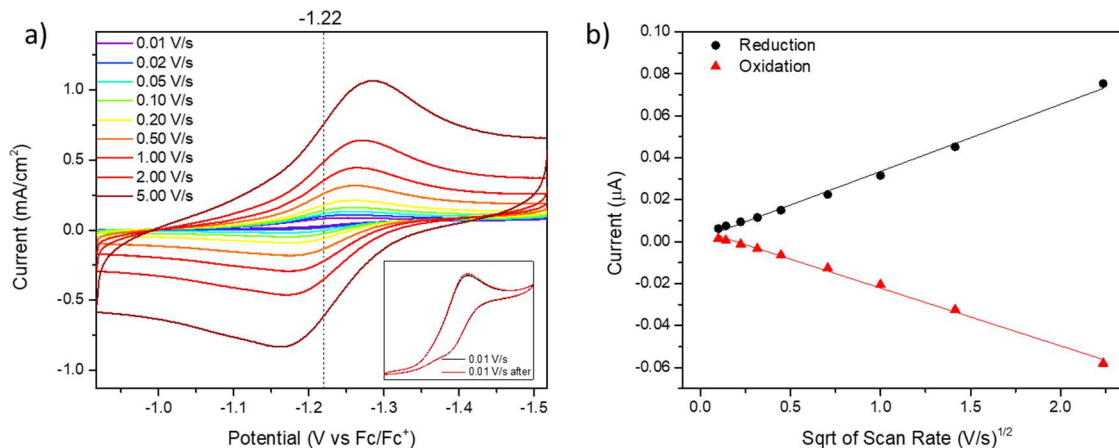 a)
-1.22
0.01 V/s
0.02 V/s
0.05 V/s
0.10 V/s
0.20 V/s
0.50 V/s
1.00 V/s
2.00 V/s
5.00 V/s
Current (mA/cm²)
1.0
0.5
0.0
-0.5
-1.0
0.01 V/s
0.01 V/s after
-1.0 -1.1 -1.2 -1.3 -1.4 -1.5
Potential (V vs Fc/Fc⁺)
b)
Reduction
Oxidation
Current (μA)
0.10
0.08
0.06
0.04
0.02
0.00
-0.02
-0.04
-0.06
0.0 0.5 1.0 1.5 2.0
Sqrt of Scan Rate (V/s)^1/2